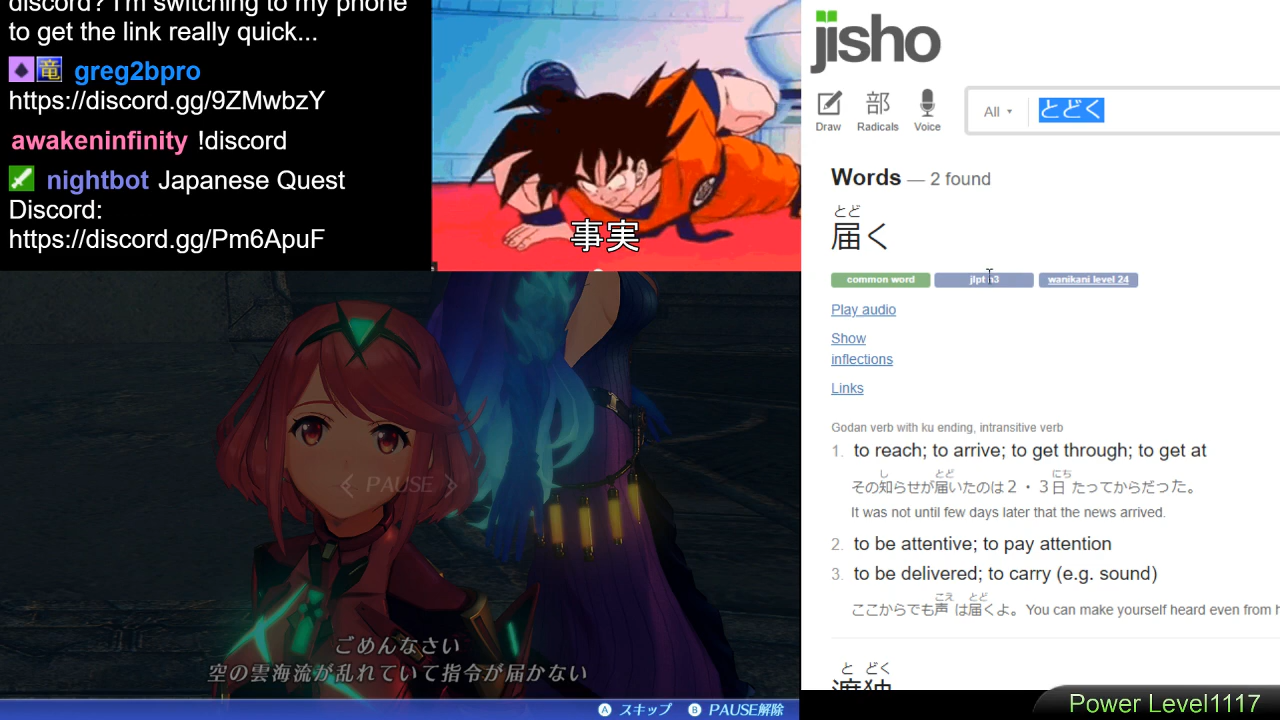 discord? I'm switching to my phone
to get the link really quick...
竜 greg2bpro
https://discord.gg/9ZMwbzY
awakeninfinity !discord
nightbot Japanese Quest
Discord:
https://discord.gg/Pm6ApuF
事実
PAUSE
ごめんなさい
空の雲海流が乱れていて指令が届かない
A スキップ B PAUSE解除
jisho
部
Draw Radicals Voice
All とどく
Words — 2 found
とど
届く
common word
jlpt n3
wanikani level 24
Play audio
Show
inflections
Links
Godan verb with ku ending, intransitive verb
1. to reach; to arrive; to get through; to get at
し とど にち
その知らせが届いたのは２・３日たってからだった。
It was not until few days later that the news arrived.
2. to be attentive; to pay attention
3. to be delivered; to carry (e.g. sound)
こえ とど
ここからでも声は届くよ。You can make yourself heard even from h
と どく
渡独
Power Level1117